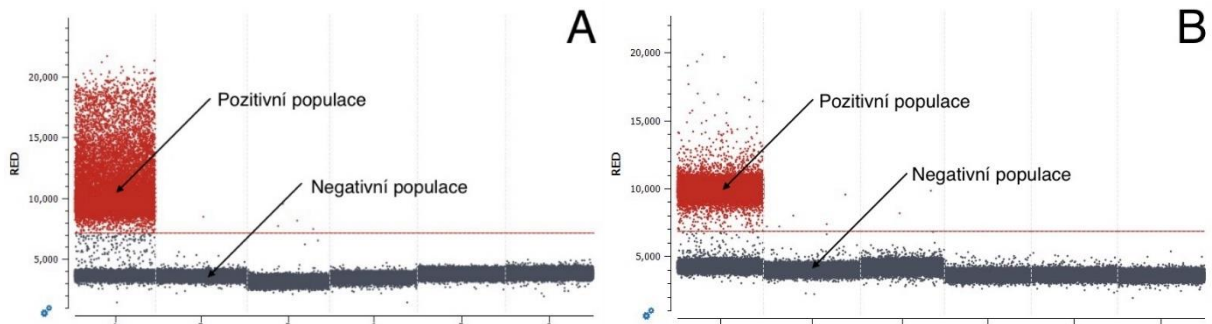 A
20,000
Pozitivní populace
15,000
RED
Negativní populace
10,000
5,000
B
20,000
Pozitivní populace
15,000
RED
Negativní populace
10,000
5,000